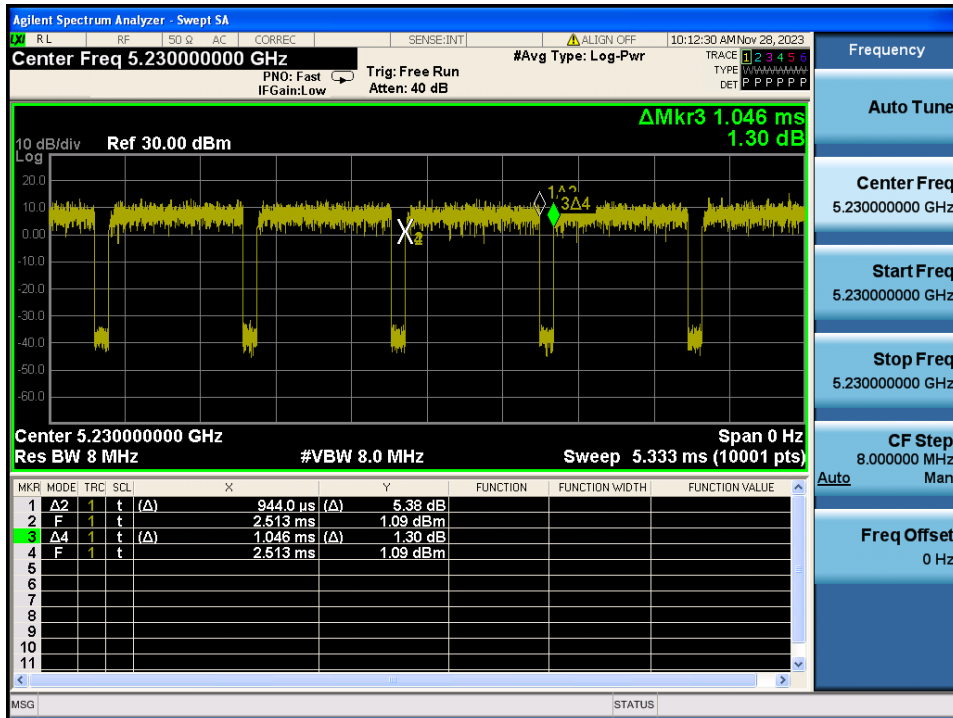 Agilent Spectrum Analyzer - Swept SA
LXI RL RF 50 Ω AC CORREC SENSE:INT ALIGN OFF 10:12:30 AM Nov 28, 2023
Center Freq 5.230000000 GHz
PNO: Fast
IFGain:Low
Trig: Free Run
Atten: 40 dB
#Avg Type: Log-Pwr
TRACE 1 2 3 4 5 6
TYPE WWWWWW
DET P P P P P P
ΔMkr3 1.046 ms
1.30 dB
10 dB/div Ref 30.00 dBm
Log
20.0
10.0
0.00
-10.0
-20.0
-30.0
-40.0
-50.0
-60.0
1Δ2
3Δ4
Center 5.230000000 GHz Span 0 Hz
Res BW 8 MHz #VBW 8.0 MHz Sweep 5.333 ms (10001 pts)
MKR MODE TRC SCL X Y FUNCTION FUNCTION WIDTH FUNCTION VALUE
1 Δ2 1 t (Δ) 944.0 µs (Δ) 5.38 dB
2 F 1 t 2.513 ms 1.09 dBm
3 Δ4 1 t (Δ) 1.046 ms (Δ) 1.30 dB
4 F 1 t 2.513 ms 1.09 dBm
5
6
7
8
9
10
11
MSG STATUS
Frequency
Auto Tune
Center Freq
5.230000000 GHz
Start Freq
5.230000000 GHz
Stop Freq
5.230000000 GHz
CF Step
8.000000 MHz
Auto Man
Freq Offset
0 Hz